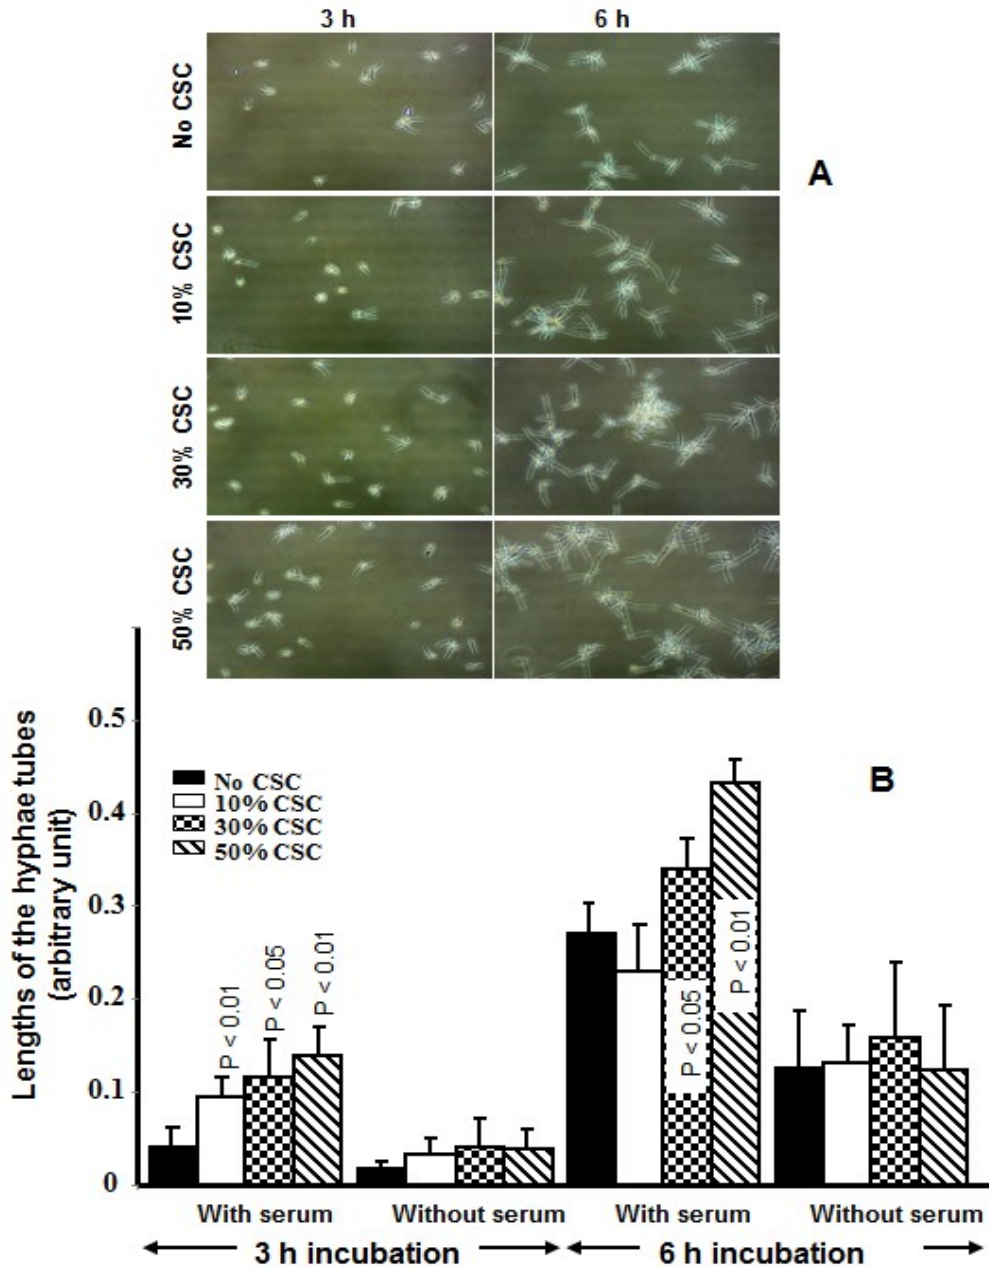 3 h 6 h
No CSC
A
10% CSC
30% CSC
50% CSC
Lengths of the hyphae tubes
(arbitrary unit)
0.5
0.4
0.3
0.2
0.1
0
B
No CSC
10% CSC
30% CSC
50% CSC
P < 0.01
P < 0.05
P < 0.01
P < 0.05
P < 0.01
With serum Without serum With serum Without serum
3 h incubation 6 h incubation